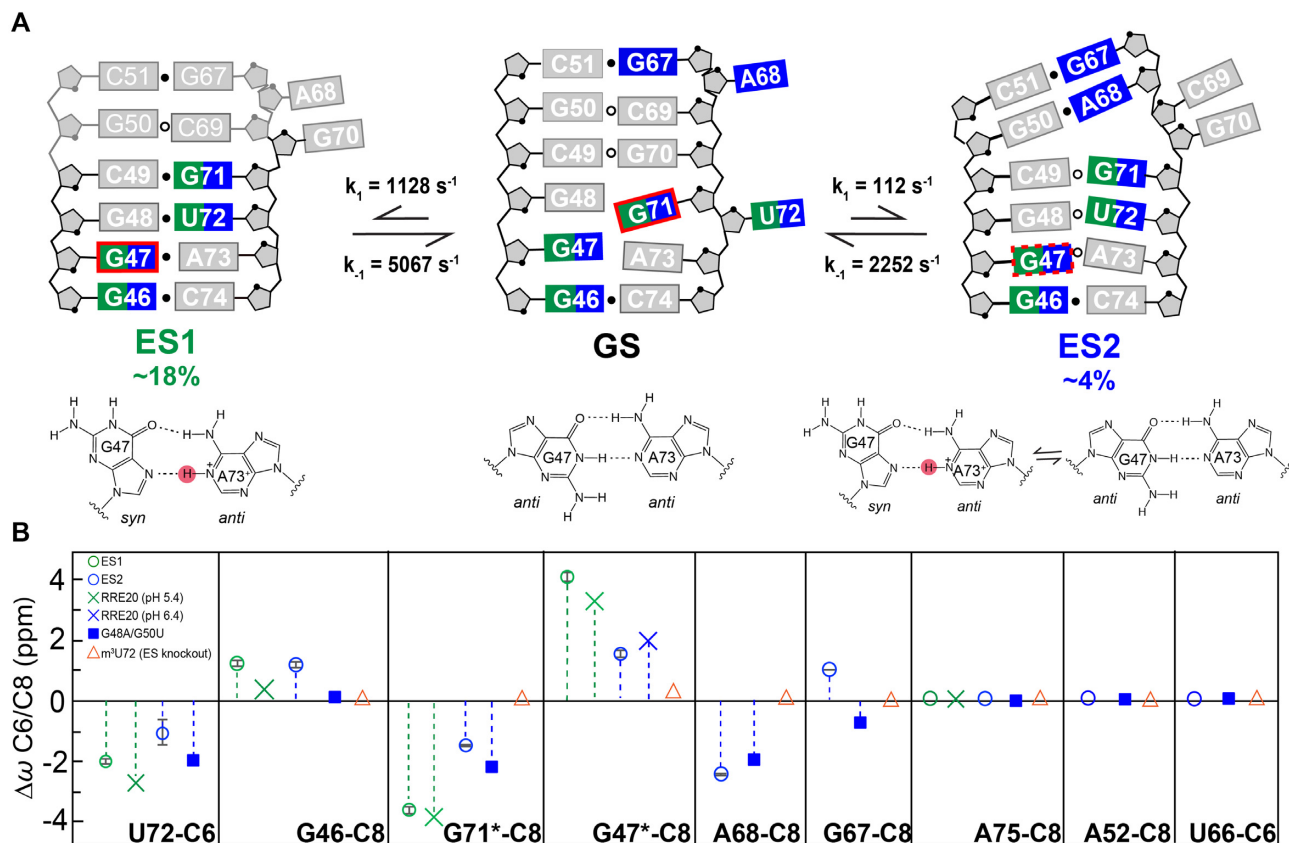 A
C51 G67
A68
G50 C69
G70
C49 G71
G48 U72
G47 A73
G46 C74
ES1
~18%
k₁ = 1128 s⁻¹
k₋₁ = 5067 s⁻¹
C51 G67
A68
G50 C69
C49 G70
G48 G71
U72
G47 A73
G46 C74
GS
k₁ = 112 s⁻¹
k₋₁ = 2252 s⁻¹
C51 G67
G50 A68
C69
G70
C49 G71
G48 U72
G47 A73
G46 C74
ES2
~4%
H H
N N O H N N
H N G47 H N
H N N H N A73⁺ N
N + N
syn anti
N O H N N
H
G47 N H N A73 N
N N N
N H
H
anti anti
H H
N N O H N N
H N G47 H N
H N N H N A73⁺ N
N + N
syn anti
N O H N N
H
G47 N H N A73 N
N N N
N H
H
anti anti
B
Δω C6/C8 (ppm)
4
2
0
-2
-4
ES1
ES2
RRE20 (pH 5.4)
RRE20 (pH 6.4)
G48A/G50U
m³U72 (ES knockout)
U72-C6
G46-C8
G71*-C8
G47*-C8
A68-C8
G67-C8
A75-C8
A52-C8
U66-C6